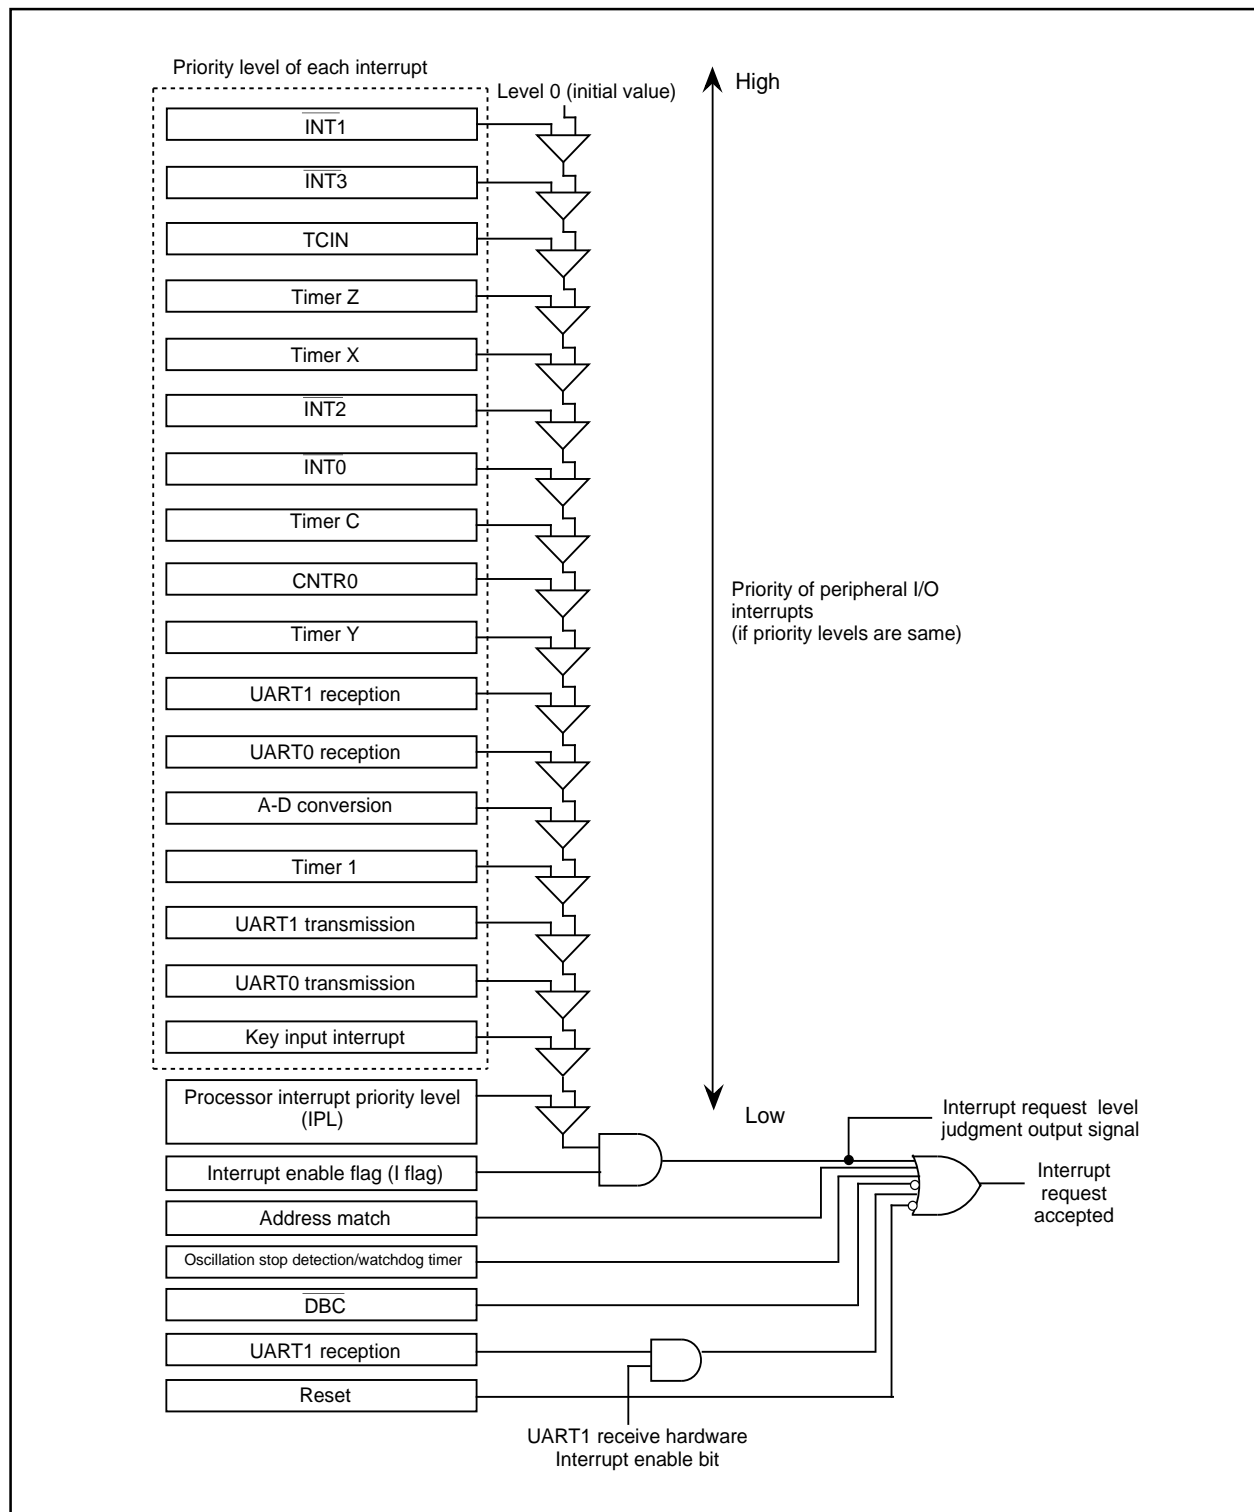 Priority level of each interrupt
High
Level 0 (initial value)
INT1
INT3
TCIN
Timer Z
Timer X
INT2
INT0
Timer C
CNTR0
Priority of peripheral I/O
interrupts
(if priority levels are same)
Timer Y
UART1 reception
UART0 reception
A-D conversion
Timer 1
UART1 transmission
UART0 transmission
Key input interrupt
Processor interrupt priority level
(IPL)
Low
Interrupt request level
judgment output signal
Interrupt enable flag (I flag)
Interrupt
request
accepted
Address match
Oscillation stop detection/watchdog timer
DBC
UART1 reception
Reset
UART1 receive hardware
Interrupt enable bit